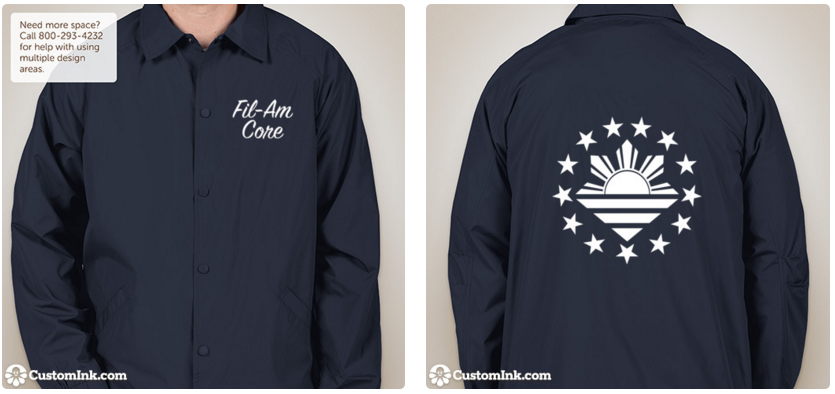 Need more space?
Call 800-293-4232
for help with using
multiple design
areas.
Fil-Am
Core
CustomInk.com
CustomInk.com